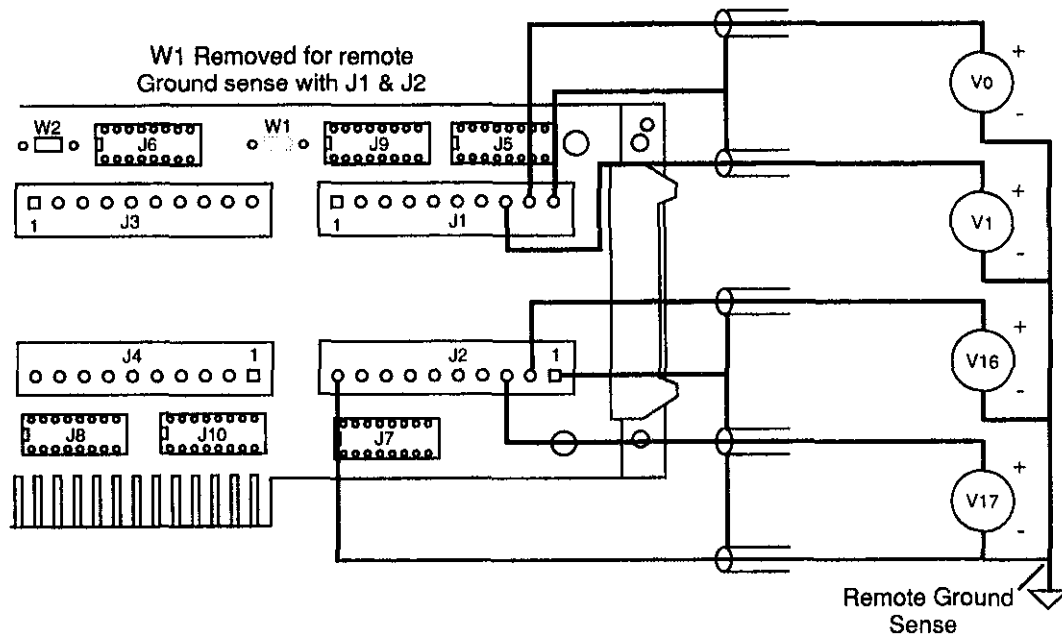 W1 Removed for remote
Ground sense with J1 & J2
W2
J6
W1
J9
J5
1
J3
1
J1
J4
1
J2
1
J8
J10
J7
+
V0
-
+
V1
-
+
V16
-
+
V17
-
Remote Ground
Sense